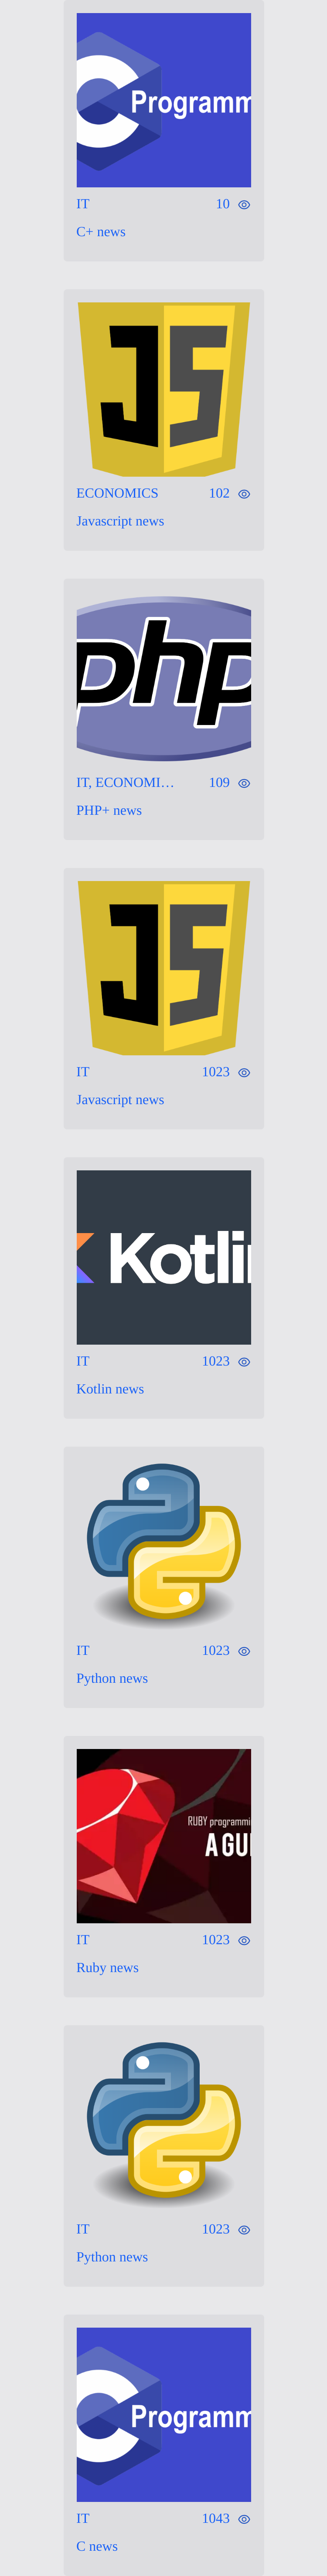 Programm
IT 10
C+ news
JS
ECONOMICS 102
Javascript news
php
IT, ECONOMI... 109
PHP+ news
JS
IT 1023
Javascript news
Kotlin
IT 1023
Kotlin news
IT 1023
Python news
RUBY programmi
A GU
IT 1023
Ruby news
IT 1023
Python news
Programm
IT 1043
C news